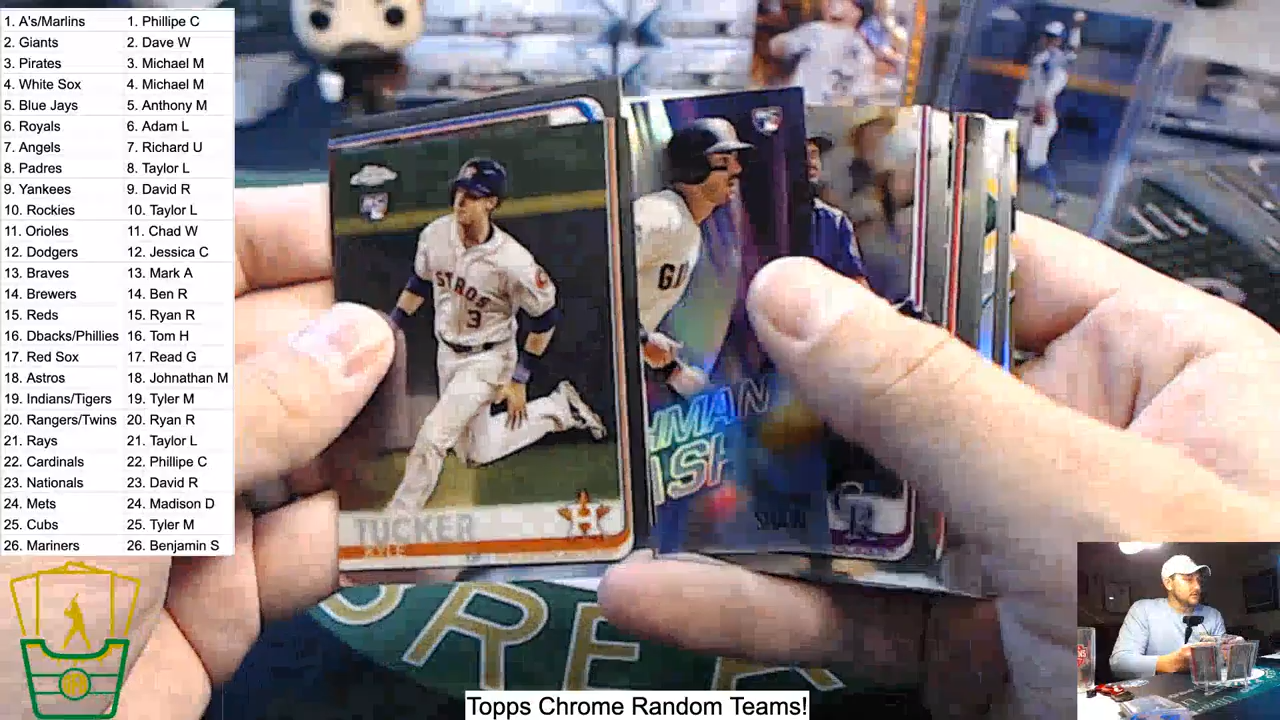 1. A's/Marlins 1. Phillipe C
2. Giants 2. Dave W
3. Pirates 3. Michael M
4. White Sox 4. Michael M
5. Blue Jays 5. Anthony M
6. Royals 6. Adam L
7. Angels 7. Richard U
8. Padres 8. Taylor L
9. Yankees 9. David R
10. Rockies 10. Taylor L
11. Orioles 11. Chad W
12. Dodgers 12. Jessica C
13. Braves 13. Mark A
14. Brewers 14. Ben R
15. Reds 15. Ryan R
16. Dbacks/Phillies 16. Tom H
17. Red Sox 17. Read G
18. Astros 18. Johnathan M
19. Indians/Tigers 19. Tyler M
20. Rangers/Twins 20. Ryan R
21. Rays 21. Taylor L
22. Cardinals 22. Phillipe C
23. Nationals 23. David R
24. Mets 24. Madison D
25. Cubs 25. Tyler M
26. Mariners 26. Benjamin S
STROS
3
TUCKER
KYLE
H
GI
Topps Chrome Random Teams!